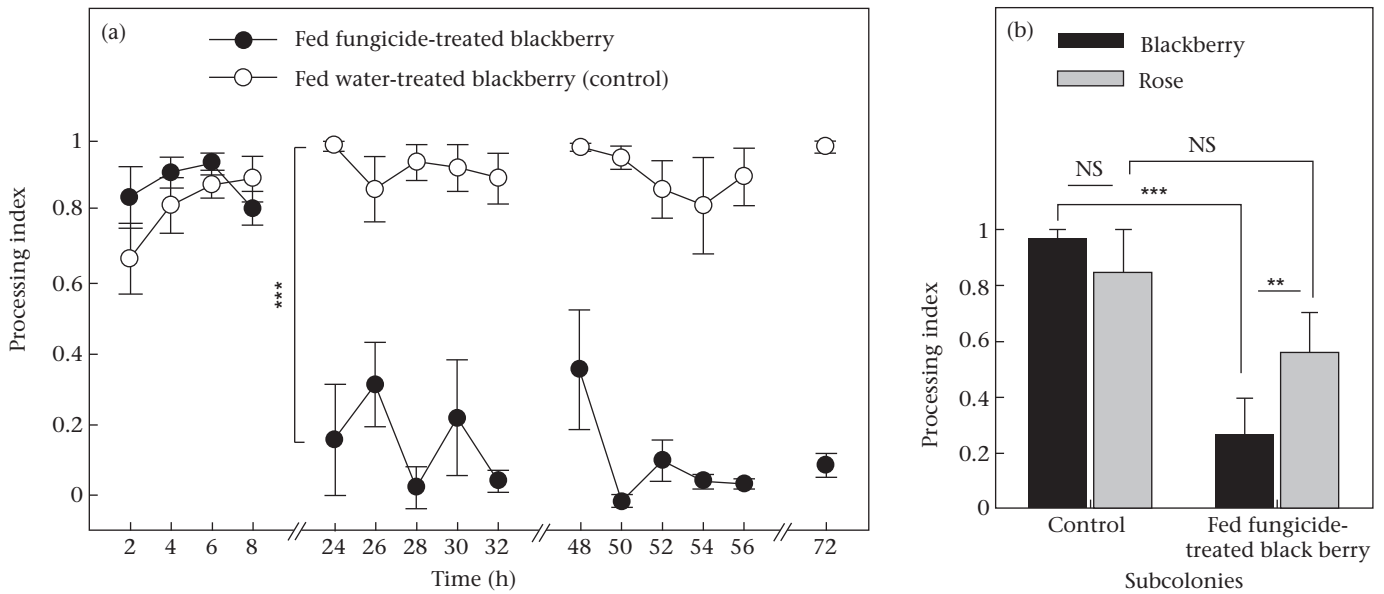 (a)
Fed fungicide-treated blackberry
Fed water-treated blackberry (control)
Processing index
1
0.8
0.6
0.4
0.2
0
***
2 4 6 8 24 26 28 30 32 48 50 52 54 56 72
Time (h)
(b)
Blackberry
Rose
NS
NS
***
**
Processing index
1
0.8
0.6
0.4
0.2
0
Control
Fed fungicide-
treated black berry
Subcolonies